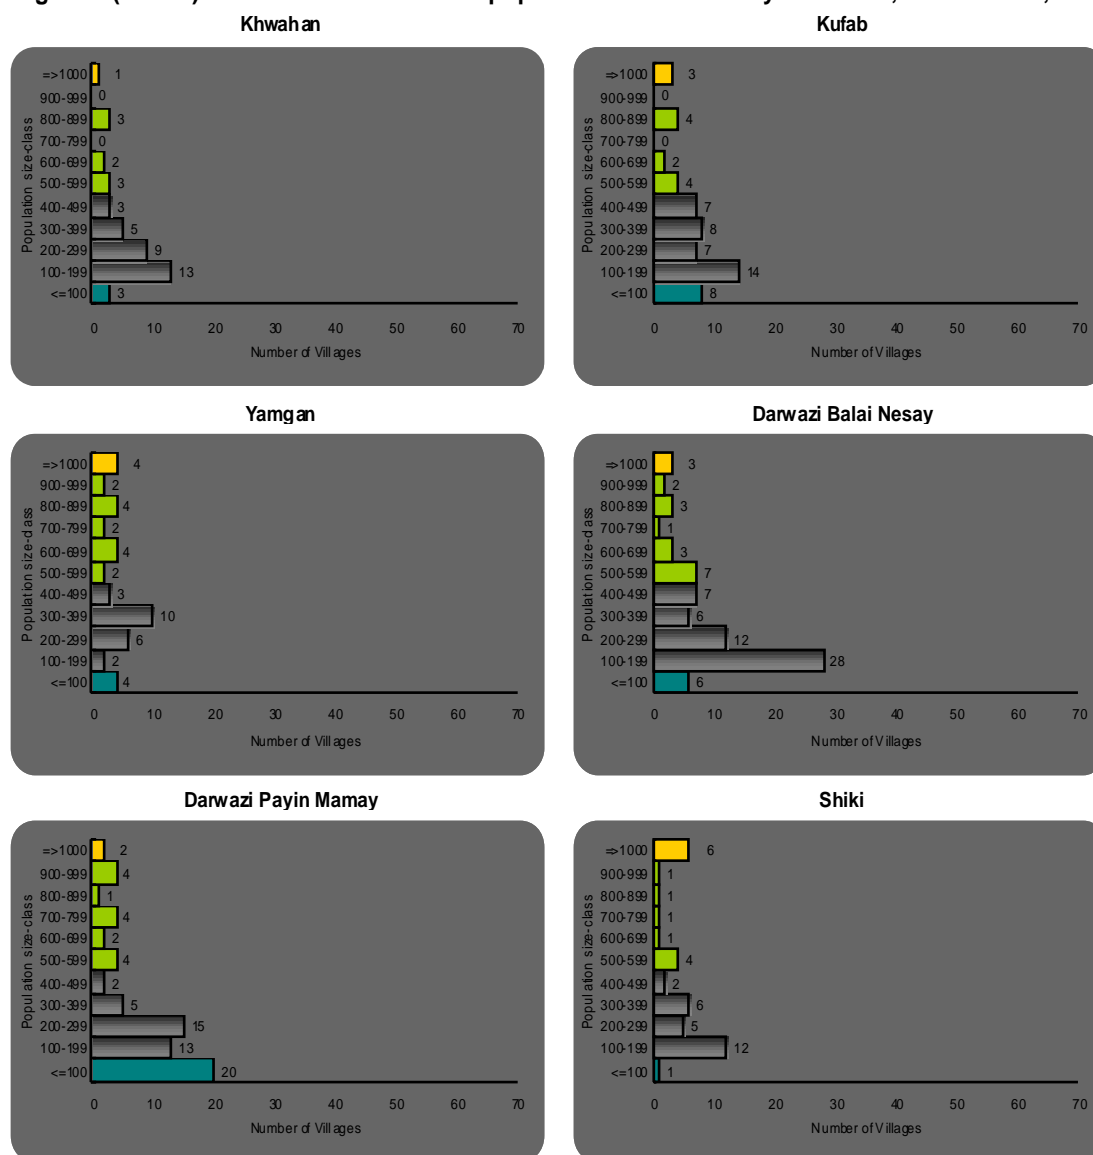 Khwahan
Population size-class
=>1000 1
900-999 0
800-899 3
700-799 0
600-699 2
500-599 3
400-499 3
300-399 5
200-299 9
100-199 13
<=100 3
0 10 20 30 40 50 60 70
Number of Villages
Kufab
Population size-class
=>1000 3
900-999 0
800-899 4
700-799 0
600-699 2
500-599 4
400-499 7
300-399 8
200-299 7
100-199 14
<=100 8
0 10 20 30 40 50 60 70
Number of Villages
Yamgan
Population size-class
=>1000 4
900-999 2
800-899 4
700-799 2
600-699 4
500-599 2
400-499 3
300-399 10
200-299 6
100-199 2
<=100 4
0 10 20 30 40 50 60 70
Number of Villages
Darwazi Balai Nesay
Population size-class
=>1000 3
900-999 2
800-899 3
700-799 1
600-699 3
500-599 7
400-499 7
300-399 6
200-299 12
100-199 28
<=100 6
0 10 20 30 40 50 60 70
Number of Villages
Darwazi Payin Mamay
Population size-class
=>1000 2
900-999 4
800-899 1
700-799 4
600-699 2
500-599 4
400-499 2
300-399 5
200-299 15
100-199 13
<=100 20
0 10 20 30 40 50 60 70
Number of Villages
Shiki
Population size-class
=>1000 6
900-999 1
800-899 1
700-799 1
600-699 1
500-599 4
400-499 2
300-399 6
200-299 5
100-199 12
<=100 1
0 10 20 30 40 50 60 70
Number of Villages